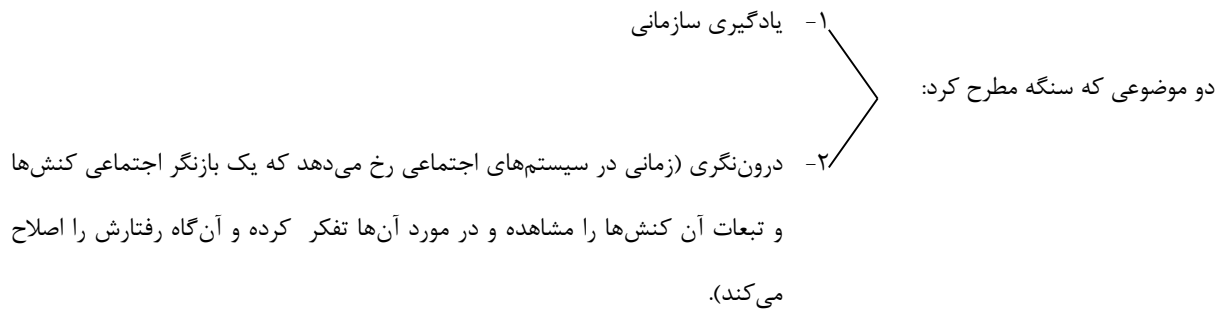 ۱- یادگیری سازمانی
دو موضوعی که سنگه مطرح کرد:
۲- درون‌نگری (زمانی در سیستم‌های اجتماعی رخ می‌دهد که یک بازنگر اجتماعی کنش‌ها
و تبعات آن کنش‌ها را مشاهده و در مورد آن‌ها تفکر کرده و آن‌گاه رفتارش را اصلاح
می‌کند).